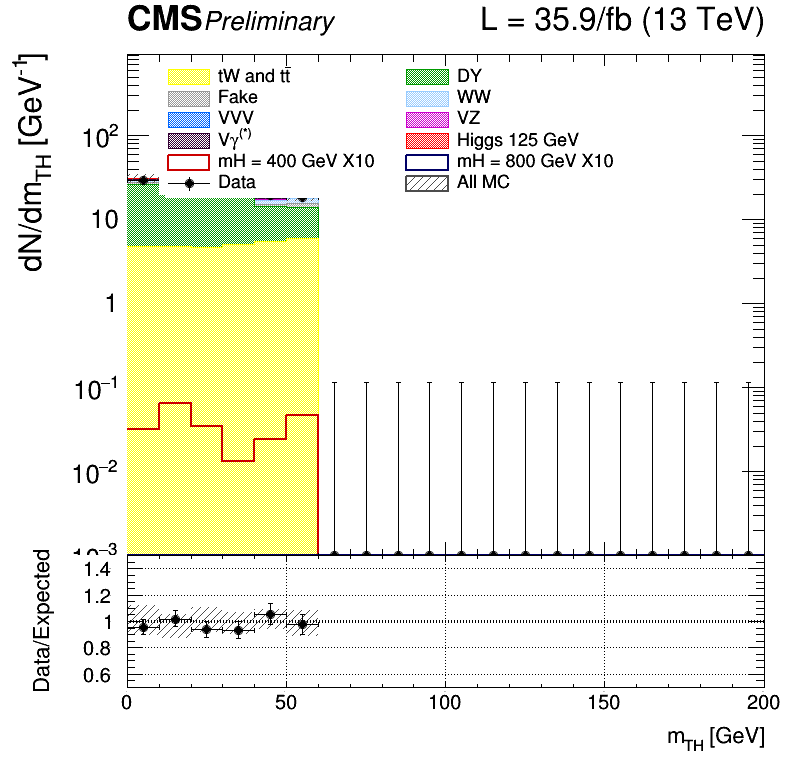 CMS Preliminary L = 35.9/fb (13 TeV)
dN/dm_TH [GeV⁻¹]
tW and tt̄ DY
Fake WW
VVV VZ
Vγ(*) Higgs 125 GeV
mH = 400 GeV X10 mH = 800 GeV X10
Data All MC
10²
10
1
10⁻¹
10⁻²
10⁻³
Data/Expected
1.4
1.2
1
0.8
0.6
0 50 100 150 200
m_TH [GeV]